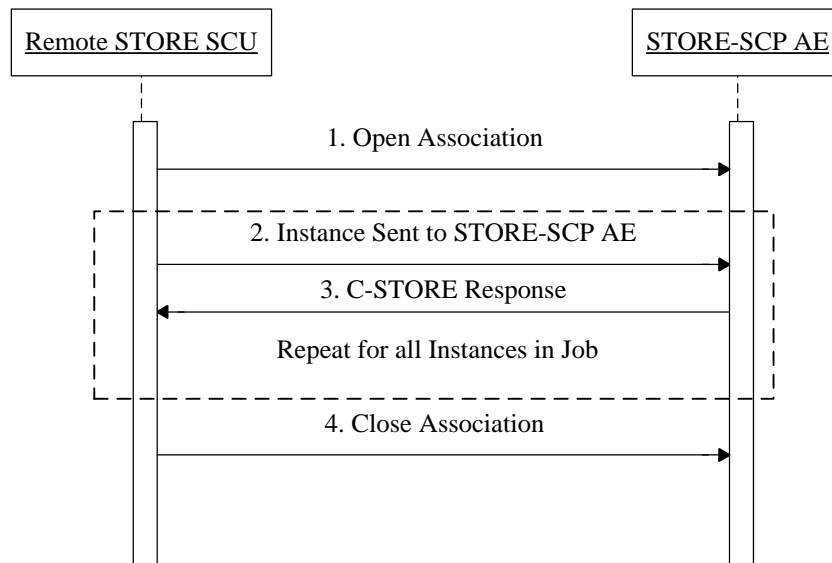 Remote STORE SCU
STORE-SCP AE
1. Open Association
2. Instance Sent to STORE-SCP AE
3. C-STORE Response
Repeat for all Instances in Job
4. Close Association